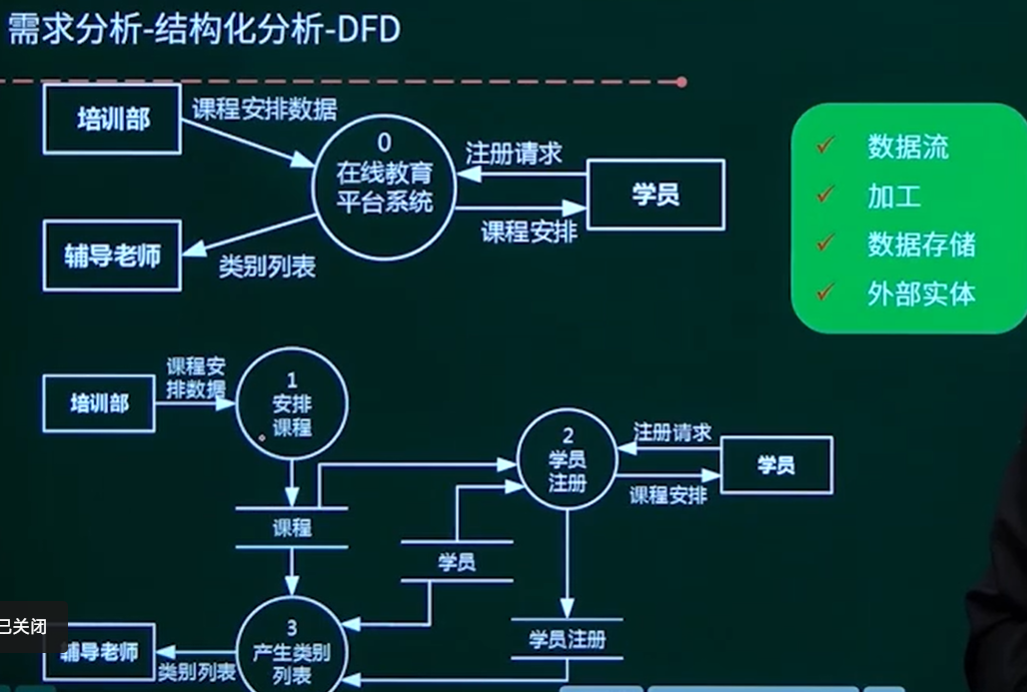 需求分析-结构化分析-DFD
培训部
课程安排数据
0
在线教育
平台系统
注册请求
学员
课程安排
辅导老师
类别列表
数据流
加工
数据存储
外部实体
培训部
课程安
排数据
1
安排
课程
2
学员
注册
注册请求
学员
课程安排
课程
学员
已关闭
辅导老师
类别列表
3
产生类别
列表
学员注册